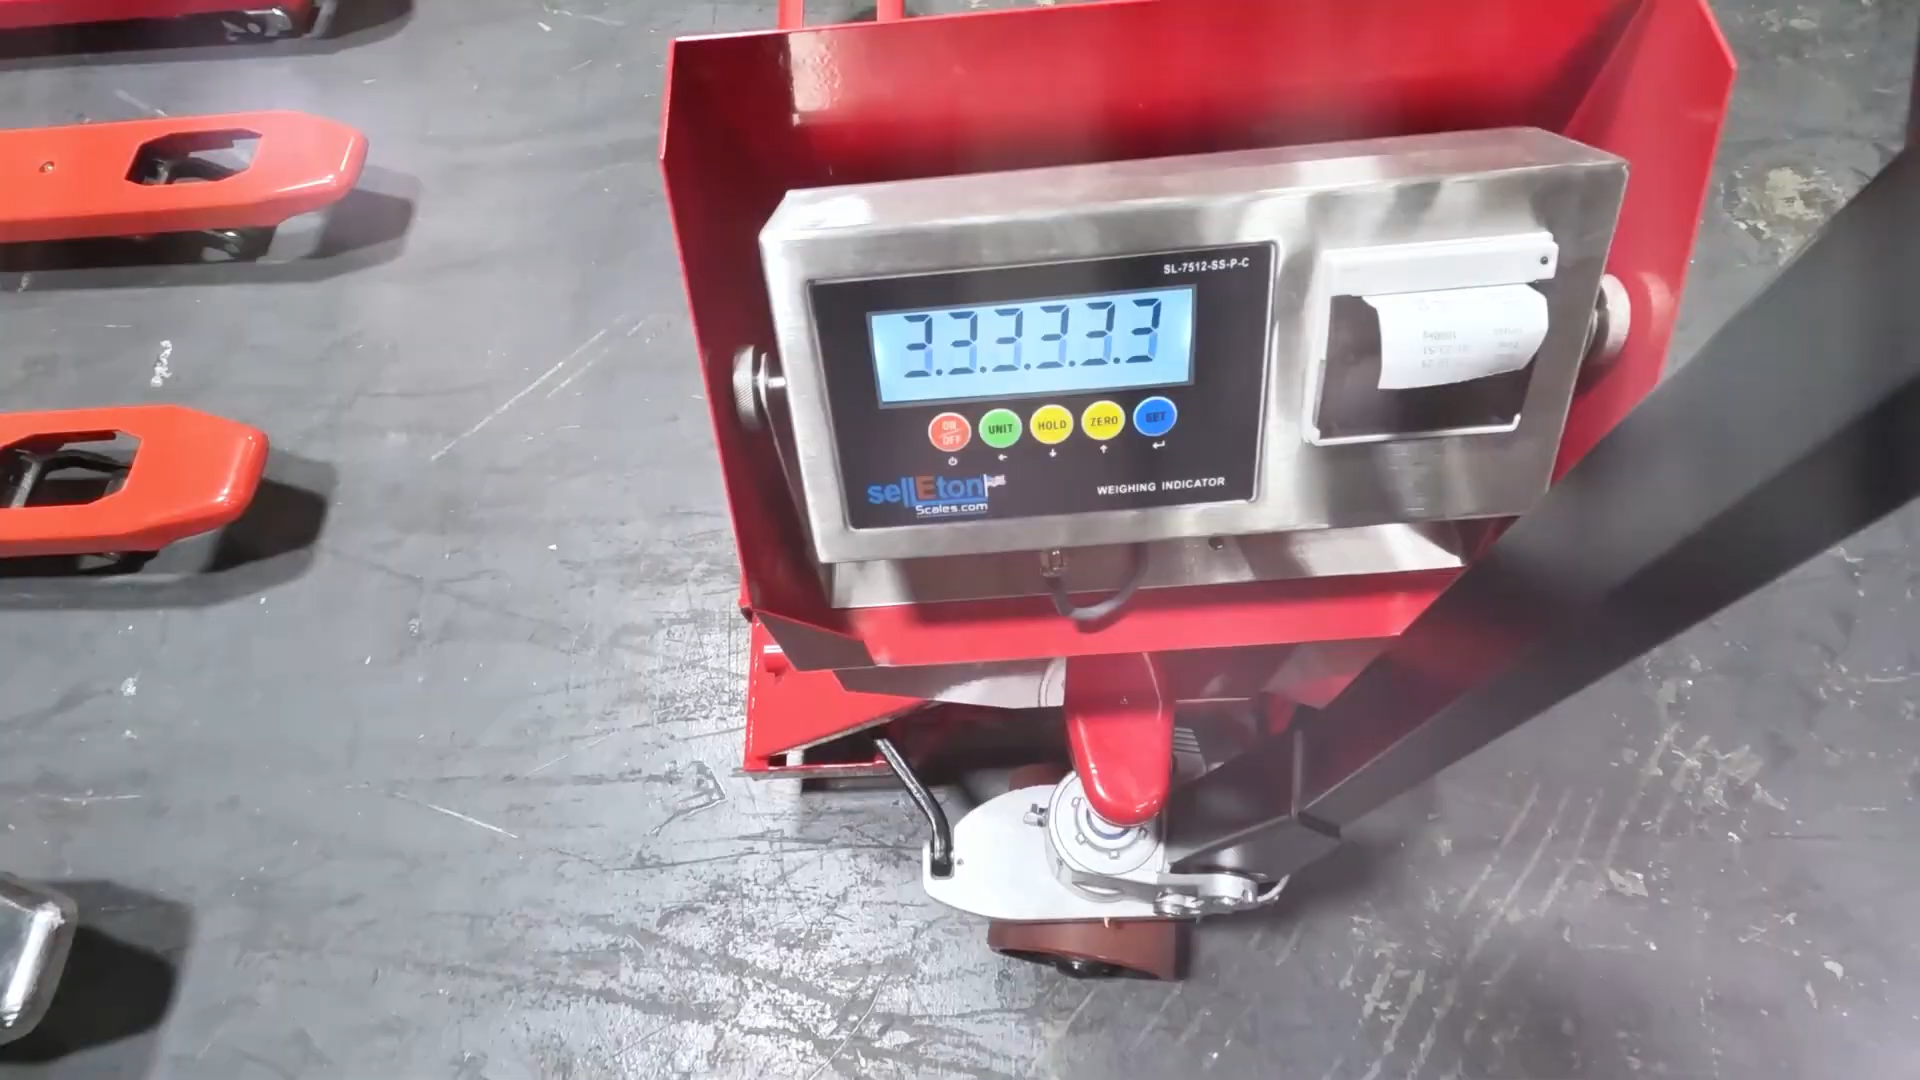 SL-7512-SS-P-C
3.3.3.3.3.3
ON/OFF UNIT HOLD ZERO SET
sellEton
Scales.com
WEIGHING INDICATOR